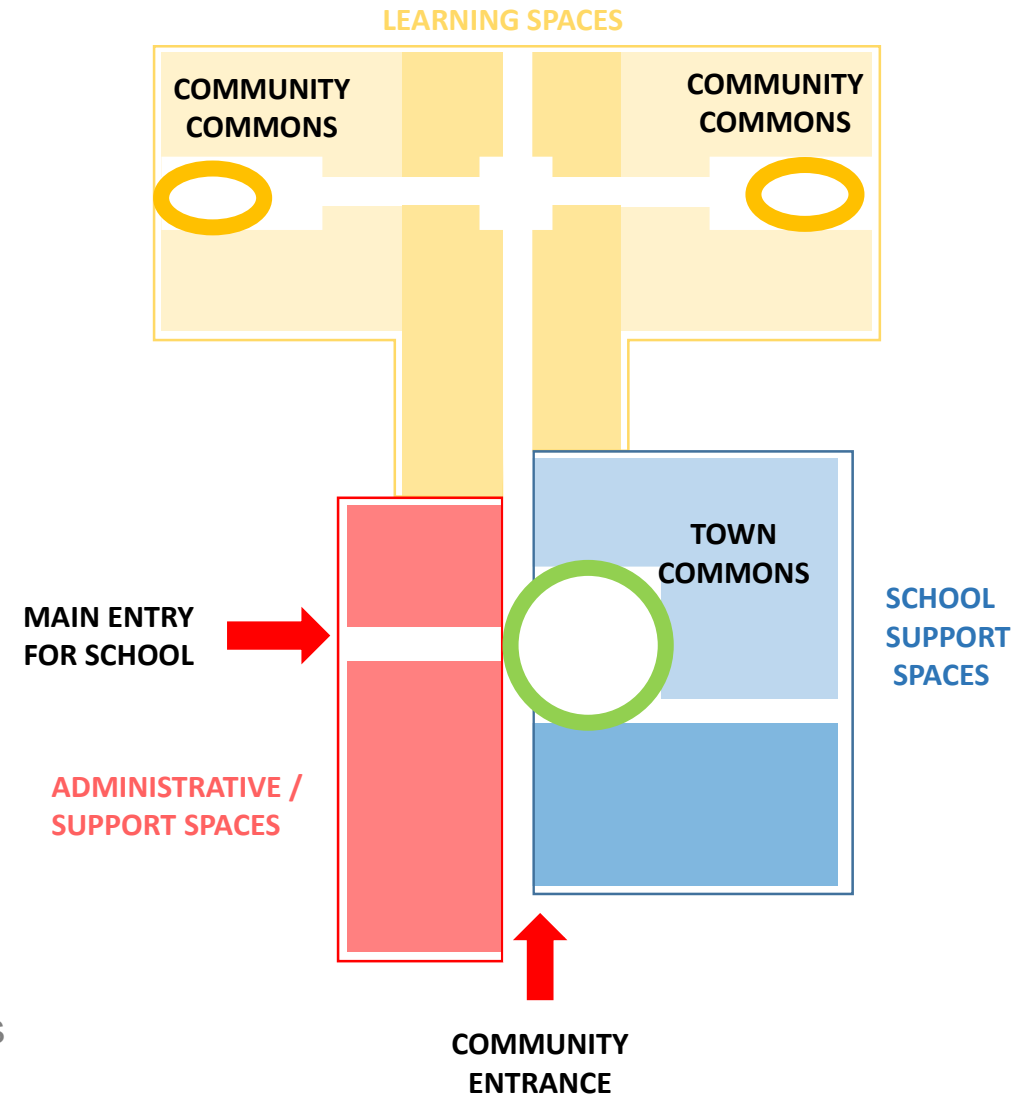 LEARNING SPACES
COMMUNITY
COMMONS
COMMUNITY
COMMONS
TOWN
COMMONS
MAIN ENTRY
FOR SCHOOL
SCHOOL
SUPPORT
SPACES
ADMINISTRATIVE /
SUPPORT SPACES
S
COMMUNITY
ENTRANCE